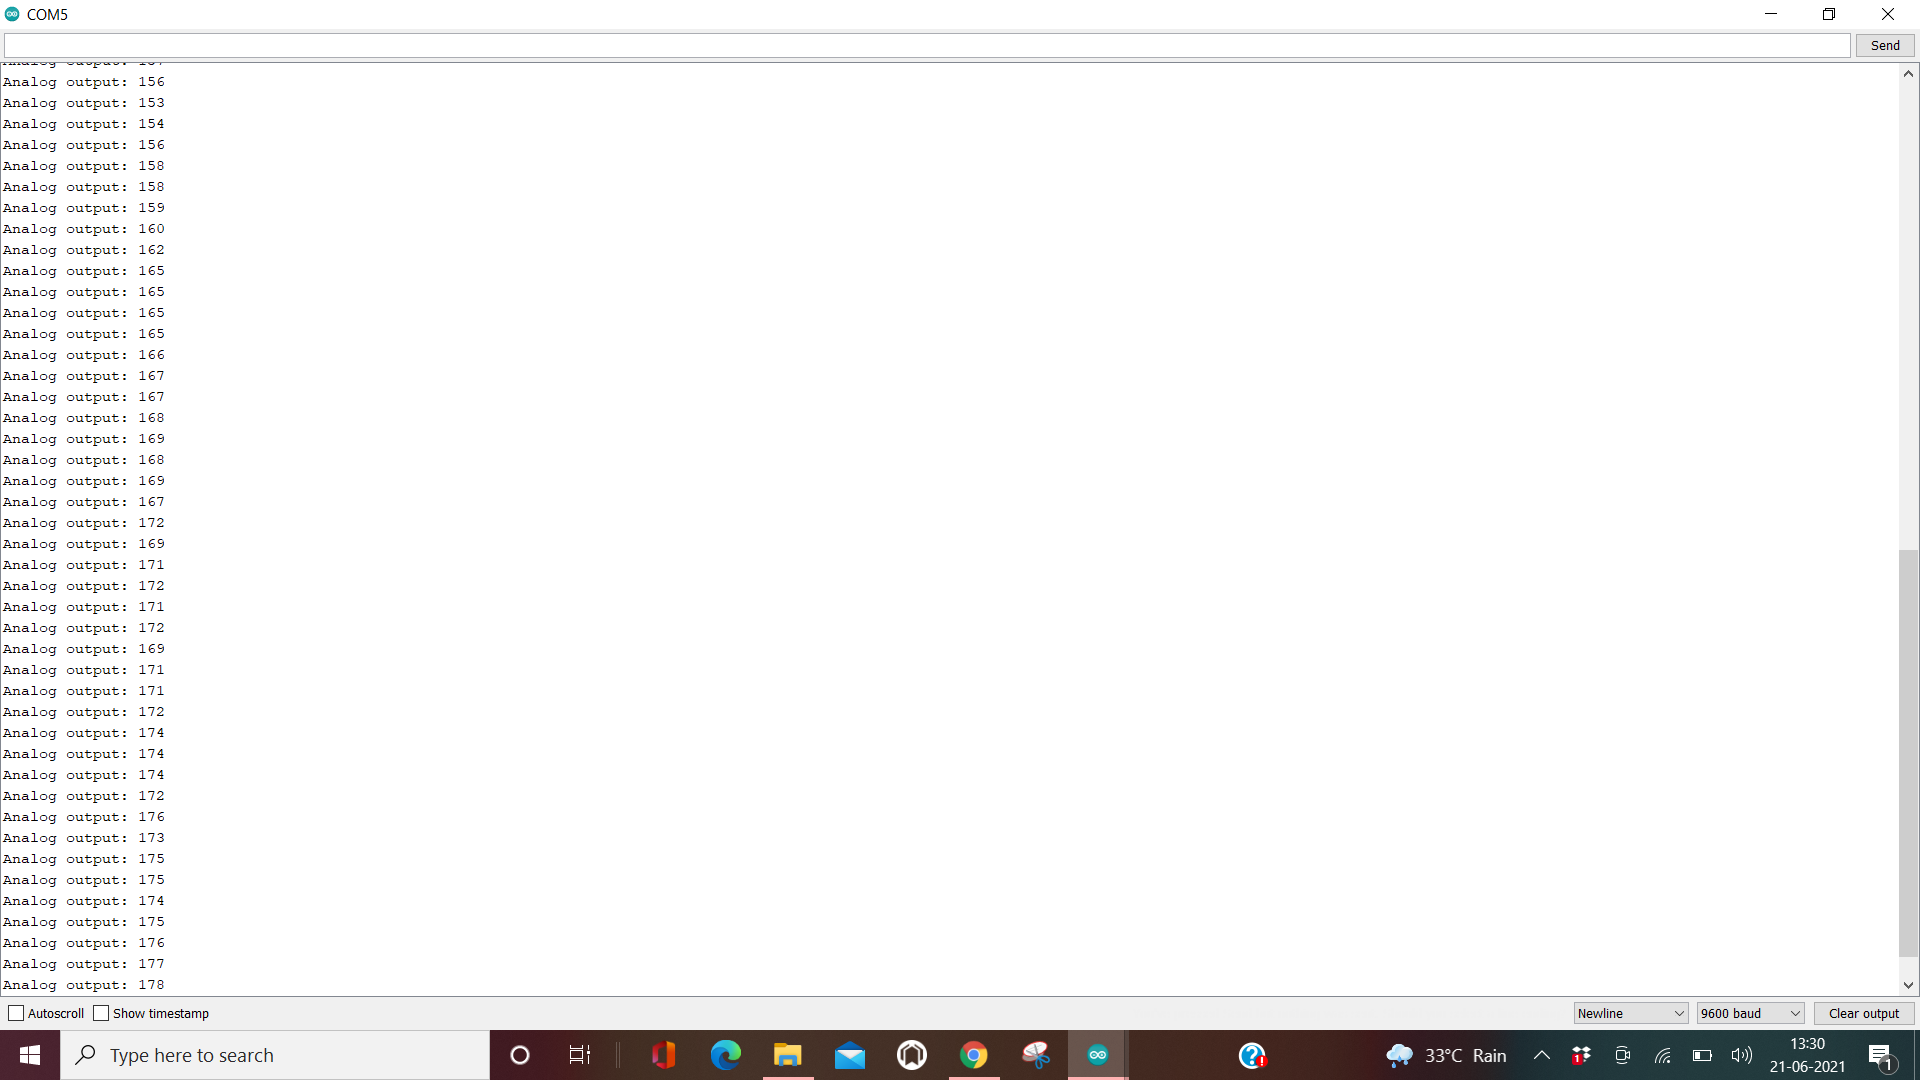 COM5
Send
Analog output: 156
Analog output: 153
Analog output: 154
Analog output: 156
Analog output: 158
Analog output: 158
Analog output: 159
Analog output: 160
Analog output: 162
Analog output: 165
Analog output: 165
Analog output: 165
Analog output: 165
Analog output: 166
Analog output: 167
Analog output: 167
Analog output: 168
Analog output: 169
Analog output: 168
Analog output: 169
Analog output: 167
Analog output: 172
Analog output: 169
Analog output: 171
Analog output: 172
Analog output: 171
Analog output: 172
Analog output: 169
Analog output: 171
Analog output: 171
Analog output: 172
Analog output: 174
Analog output: 174
Analog output: 174
Analog output: 172
Analog output: 176
Analog output: 173
Analog output: 175
Analog output: 175
Analog output: 174
Analog output: 175
Analog output: 176
Analog output: 177
Analog output: 178
Autoscroll Show timestamp Newline 9600 baud Clear output
Type here to search 33°C Rain 1 13:30
21-06-2021 1